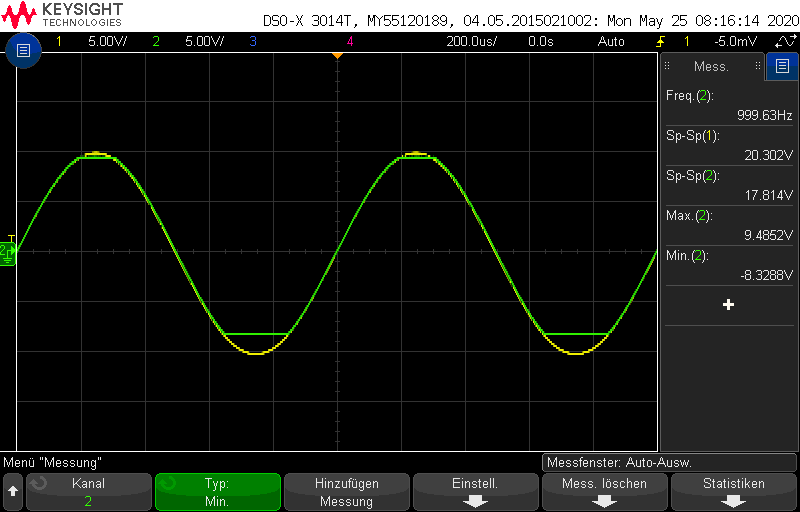 KEYSIGHT
TECHNOLOGIES
DSO-X 3014T, MY55120189, 04.05.2015021002: Mon May 25 08:16:14 2020
1 5.00V/ 2 5.00V/ 3 4 200.0us/ 0.0s Auto 1 -5.0mV
Mess.
Freq.(2):
999.63Hz
Sp-Sp(1):
20.302V
Sp-Sp(2):
17.814V
Max.(2):
9.4852V
Min.(2):
-8.3288V
T
2
Menü "Messung"
Messfenster: Auto-Ausw.
Kanal
2
Typ:
Min.
Hinzufügen
Messung
Einstell.
Mess. löschen
Statistiken